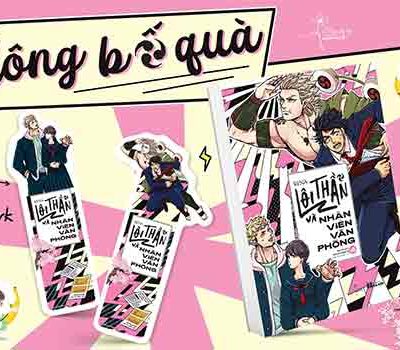 ông bố quà
LÔI THẦN
VÀ NHÂN
VIÊN VĂN
PHÒNG
LÔI THẦN
VÀ NHÂN
VIÊN VĂN
PHÒNG
LÔI THẦN
VÀ NHÂN
VIÊN VĂN
PHÒNG